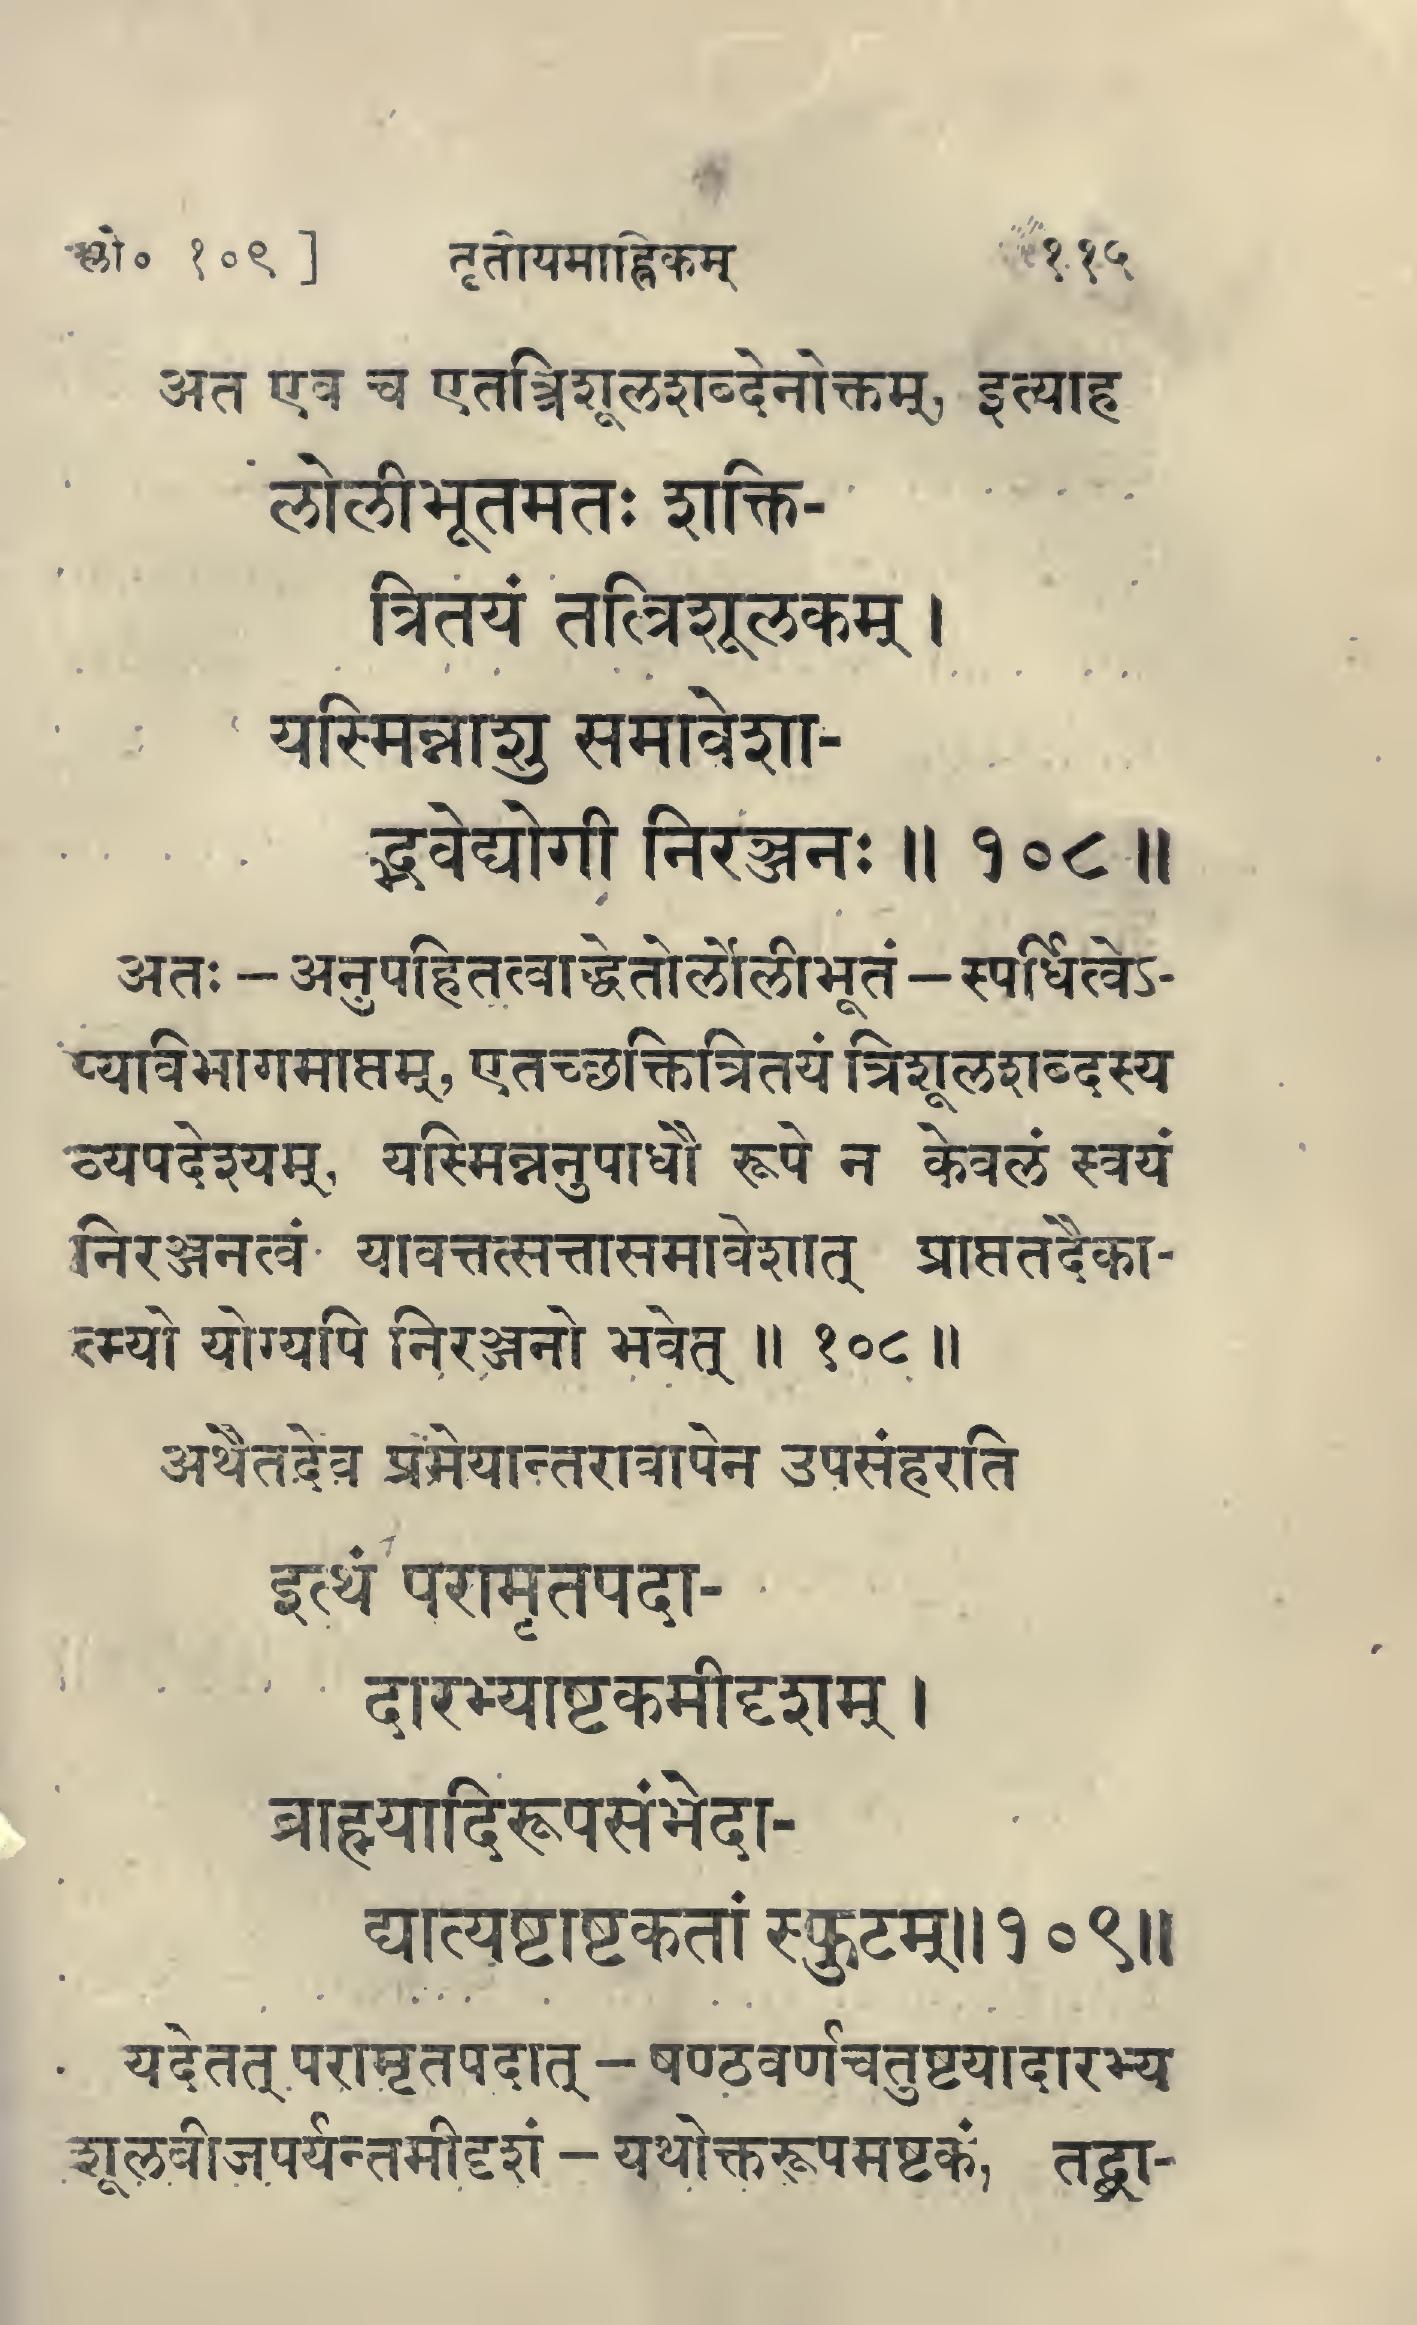 श्लो० १०९ ] तृतीयमाह्निकम् ११५
अत एव च एतत्त्रिशूलशब्देनोक्तम्, इत्याह
लोलीभूतमतः शक्ति-
त्रितयं तत्त्रिशूलकम् ।
यस्मिन्नाशु समावेशा-
द्भवेद्योगी निरञ्जनः ॥ १०८ ॥
अतः – अनुपहितत्वाद्धेतोर्लोलीभूतं – स्पर्धित्वेऽ-
प्यविभागमाप्तम्, एतच्छक्तित्रितयं त्रिशूलशब्दस्य
व्यपदेश्यम्, यस्मिन्ननुपाधौ रूपे न केवलं स्वयं
निरञ्जनत्वं यावत्तत्सत्तासमावेशात् प्राप्ततदैका-
त्म्यो योग्यपि निरञ्जनो भवेत् ॥ १०८ ॥
अथैतदेव प्रमेयान्तरावापेन उपसंहरति
इत्थं परामृतपदा-
दारभ्याष्टकमीदृशम् ।
ब्राह्म्यादिरूपसंभेदा-
द्यात्यष्टाष्टकतां स्फुटम् ॥ १०९ ॥
यदेतत् परामृतपदात् – षण्ठवर्णचतुष्टयादारभ्य
शूलबीजपर्यन्तमीदृशं – यथोक्तरूपमष्टकं, तद्ब्रा-